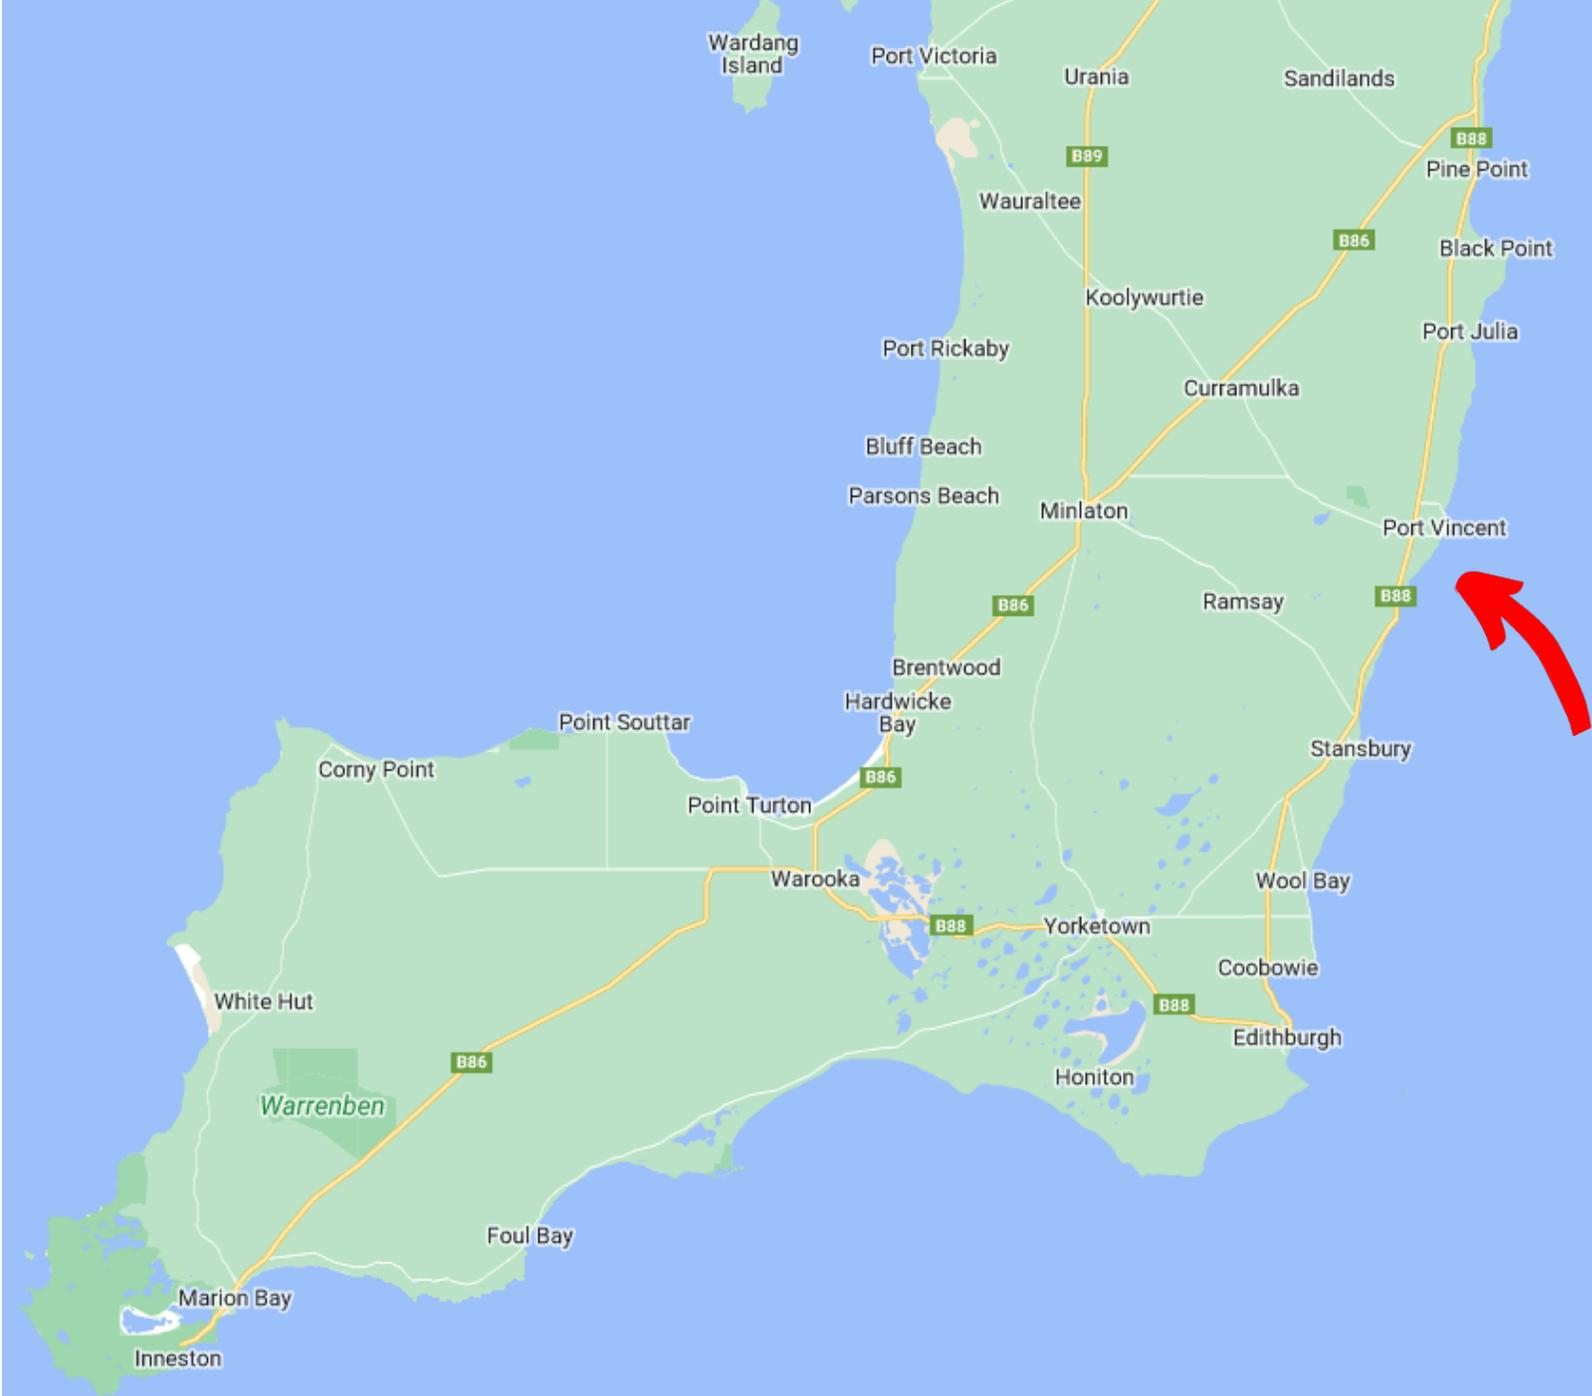 Wardang
Island
Port Victoria
Urania
Sandilands
B88
B89
Pine Point
Wauraltee
B86
Black Point
Koolywurtie
Port Julia
Port Rickaby
Curramulka
Bluff Beach
Parsons Beach
Minlaton
Port Vincent
B86
Ramsay
B88
Brentwood
Hardwicke
Bay
Point Souttar
Stansbury
Corny Point
B86
Point Turton
Warooka
Wool Bay
B88
Yorketown
Coobowie
White Hut
B88
Edithburgh
B86
Honiton
Warrenben
Foul Bay
Marion Bay
Inneston